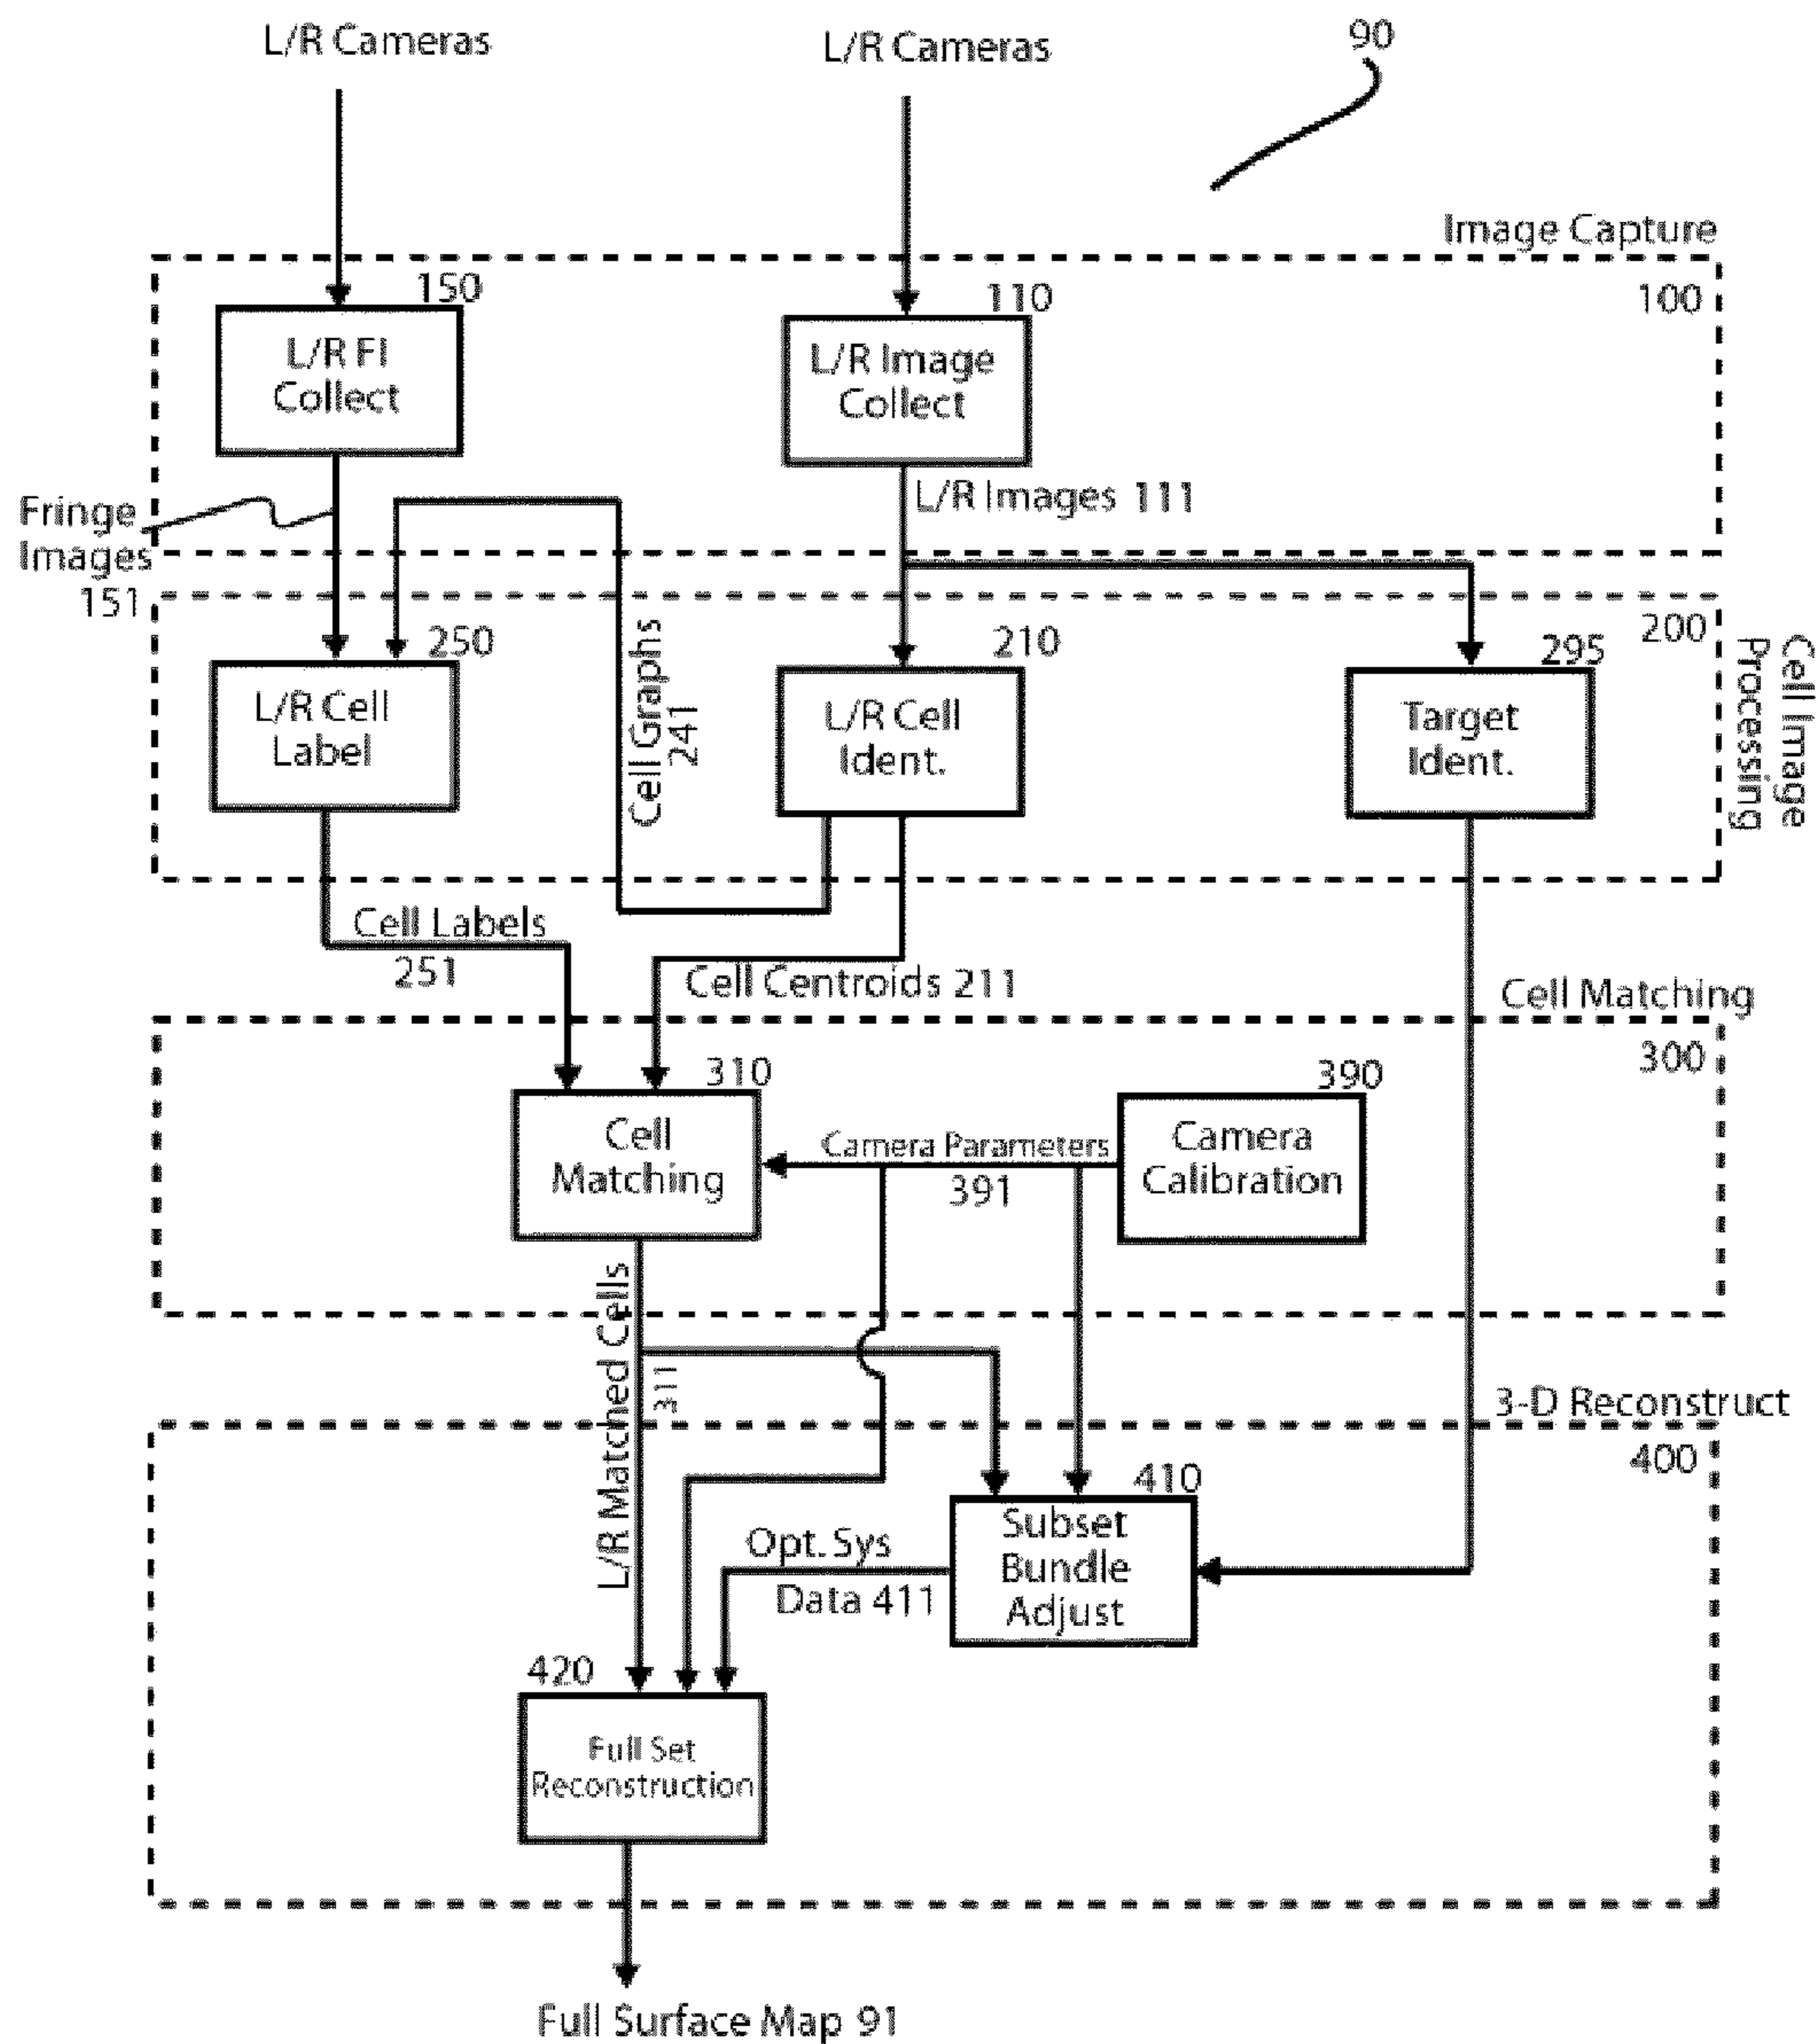 L/R Cameras
L/R Cameras
90
Image Capture
100
150
L/R FI
Collect
110
L/R Image
Collect
Fringe
Images
151
L/R Images 111
200
Cell Image
Processing
250
L/R Cell
Label
Cell Graphs
241
210
L/R Cell
Ident.
295
Target
Ident.
Cell Labels
251
Cell Centroids 211
Cell Matching
300
310
Cell
Matching
Camera Parameters
391
390
Camera
Calibration
L/R Matched Cells
311
3-D Reconstruct
400
410
Subset
Bundle
Adjust
Opt. Sys
Data 411
420
Full Set
Reconstruction
Full Surface Map 91